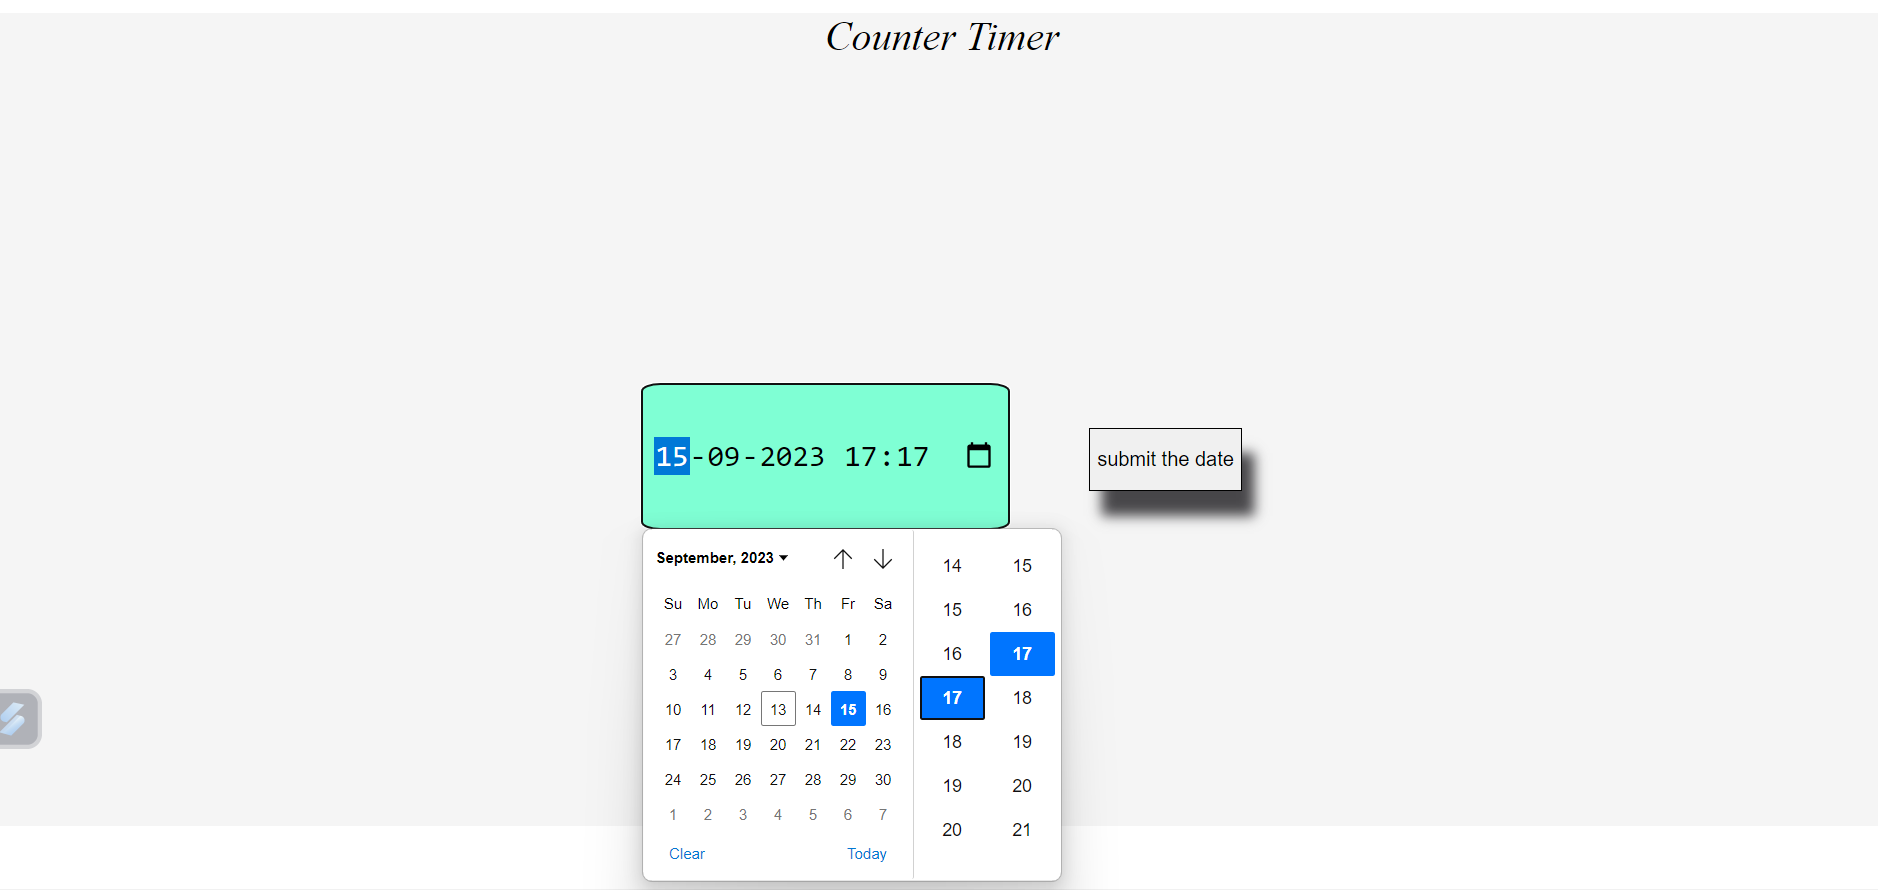 Counter Timer
15-09-2023 17:17
submit the date
September, 2023
Su Mo Tu We Th Fr Sa
27 28 29 30 31 1 2
3 4 5 6 7 8 9
10 11 12 13 14 15 16
17 18 19 20 21 22 23
24 25 26 27 28 29 30
1 2 3 4 5 6 7
Clear Today
14 15
15 16
16 17
17 18
18 19
19 20
20 21